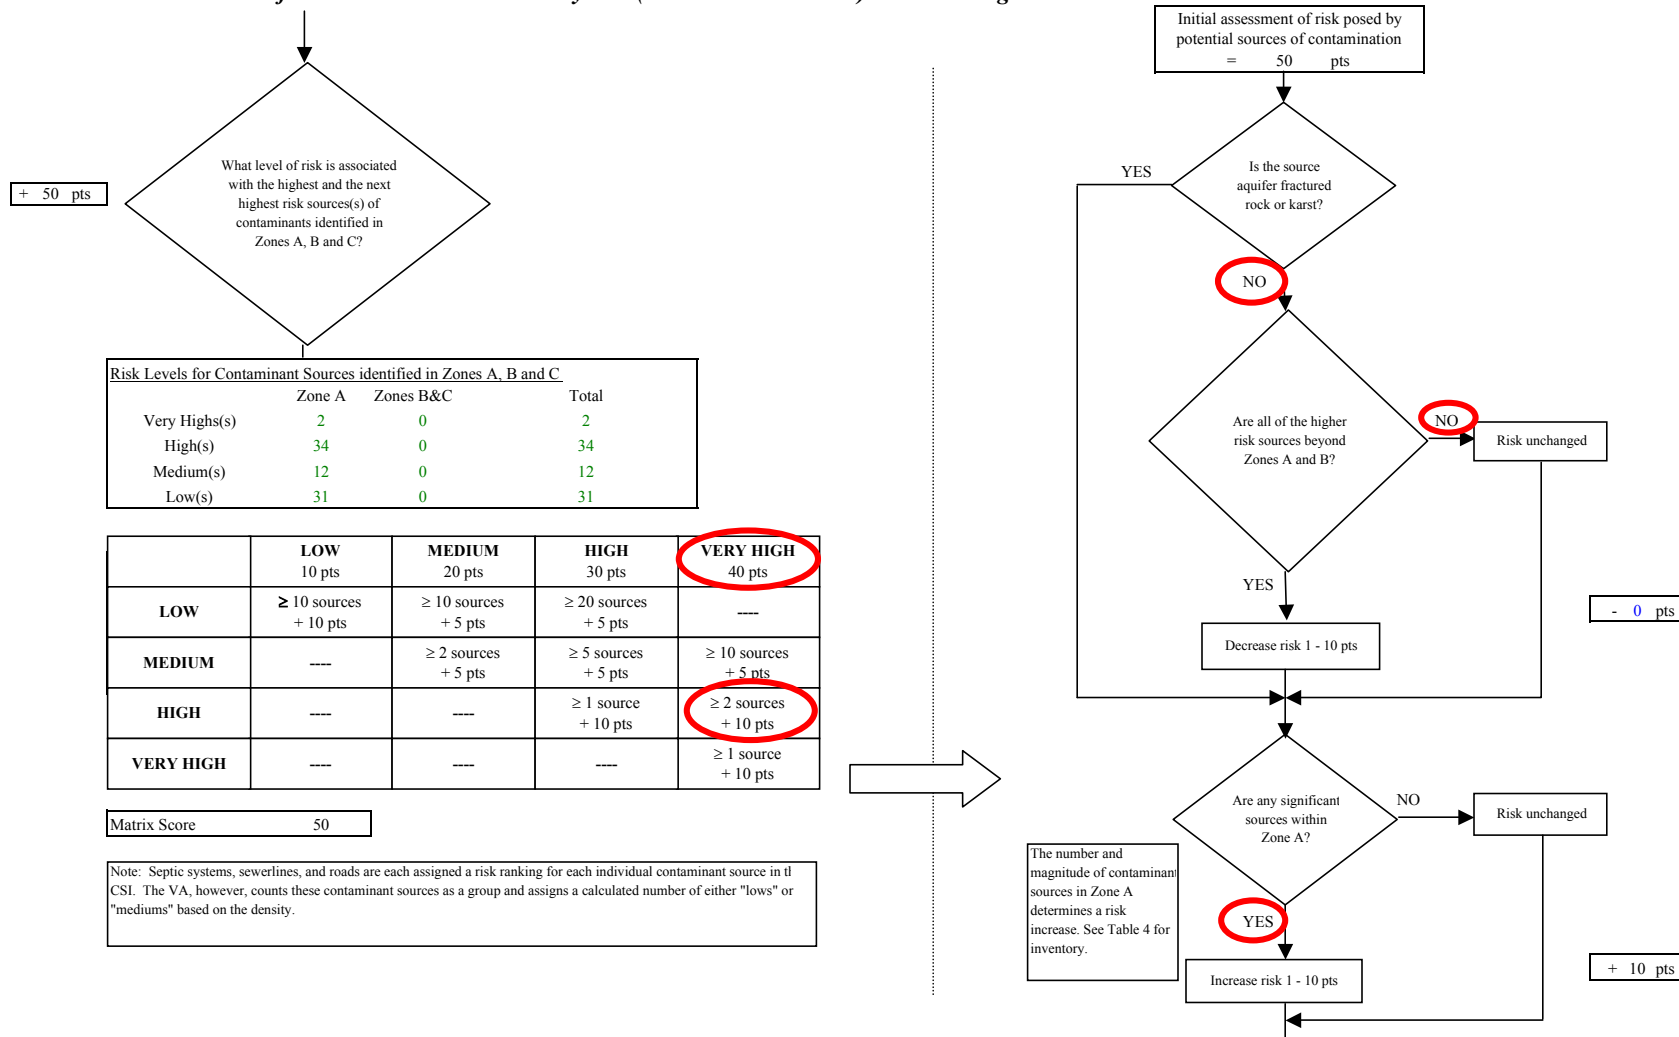 + 50 pts
What level of risk is associated
with the highest and the next
highest risk sources(s) of
contaminants identified in
Zones A, B and C?
Risk Levels for Contaminant Sources identified in Zones A, B and C
Zone A Zones B&C Total
Very Highs(s) 2 0 2
High(s) 34 0 34
Medium(s) 12 0 12
Low(s) 31 0 31
LOW MEDIUM HIGH VERY HIGH
10 pts 20 pts 30 pts 40 pts
LOW ≥ 10 sources ≥ 10 sources ≥ 20 sources ----
+ 10 pts + 5 pts + 5 pts
MEDIUM ---- ≥ 2 sources ≥ 5 sources ≥ 10 sources
+ 5 pts + 5 pts + 5 pts
HIGH ---- ---- ≥ 1 source ≥ 2 sources
+ 10 pts + 10 pts
VERY HIGH ---- ---- ---- ≥ 1 source
+ 10 pts
Matrix Score 50
Note: Septic systems, sewerlines, and roads are each assigned a risk ranking for each individual contaminant source in
CSI. The VA, however, counts these contaminant sources as a group and assigns a calculated number of either "lows" or
"mediums" based on the density.
Initial assessment of risk posed by
potential sources of contamination
= 50 pts
Is the source
aquifer fractured
rock or karst?
YES
NO
Are all of the higher
risk sources beyond
Zones A and B?
NO
Risk unchanged
YES
Decrease risk 1 - 10 pts
- 0 pts
Are any significant
sources within
Zone A?
NO
Risk unchanged
The number and
magnitude of contaminant
sources in Zone A
determines a risk
increase. See Table 4 for
inventory.
YES
Increase risk 1 - 10 pts
+ 10 pts